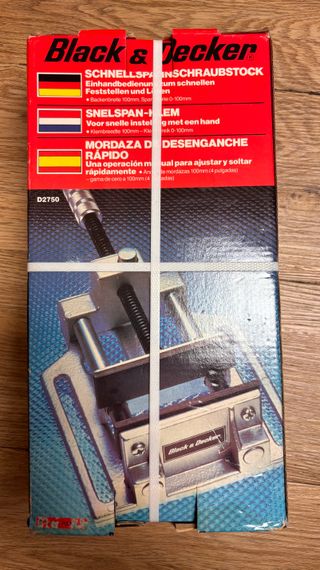 Black & Decker
SCHNELLSPANNSCHRAUBSTOCK
Einhandbedienung zum schnellen
Feststellen und Lösen
• Backenbreite 100mm, Spannweite 0-100mm
SNELSPAN-KLEM
Voor snelle instelling met een hand
• Klembreedte 100mm – Klembereik 0-100mm
MORDAZA DE DESENGANCHE
RÁPIDO
Una operación manual para ajustar y soltar
rápidamente • Ancho mordazas 100mm (4 pulgadas)
– gama de cero a 100mm (4 pulgadas)
D2750
Black & Decker